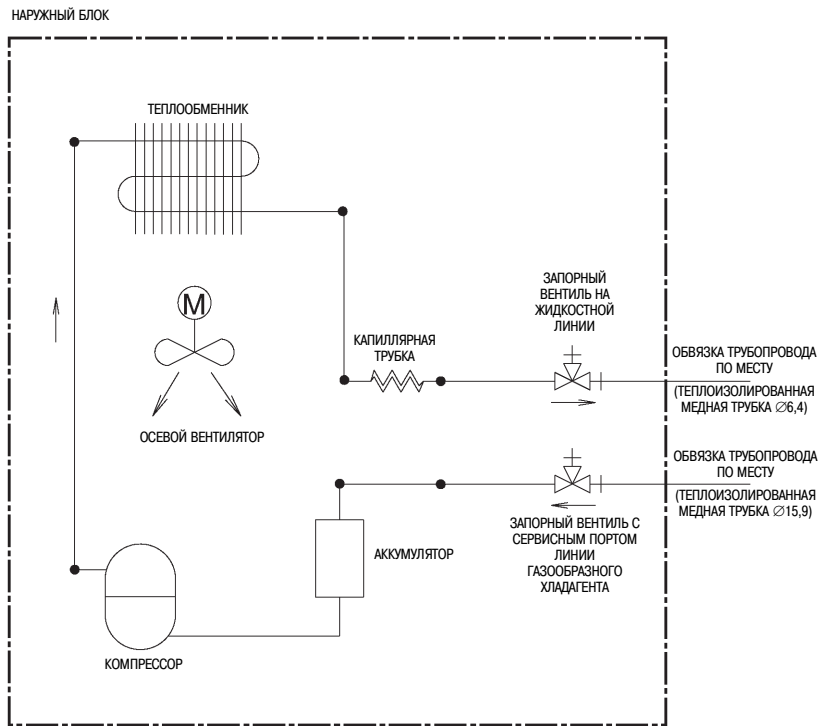 НАРУЖНЫЙ БЛОК
ТЕПЛООБМЕННИК
M
ОСЕВОЙ ВЕНТИЛЯТОР
КАПИЛЛЯРНАЯ
ТРУБКА
ЗАПОРНЫЙ
ВЕНТИЛЬ НА
ЖИДКОСТНОЙ
ЛИНИИ
ОБВЯЗКА ТРУБОПРОВОДА
ПО МЕСТУ
(ТЕПЛОИЗОЛИРОВАННАЯ
МЕДНАЯ ТРУБКА ∅6,4)
ОБВЯЗКА ТРУБОПРОВОДА
ПО МЕСТУ
(ТЕПЛОИЗОЛИРОВАННАЯ
МЕДНАЯ ТРУБКА ∅15,9)
ЗАПОРНЫЙ ВЕНТИЛЬ С
СЕРВИСНЫМ ПОРТОМ
ЛИНИИ
ГАЗООБРАЗНОГО
ХЛАДАГЕНТА
АККУМУЛЯТОР
КОМПРЕССОР